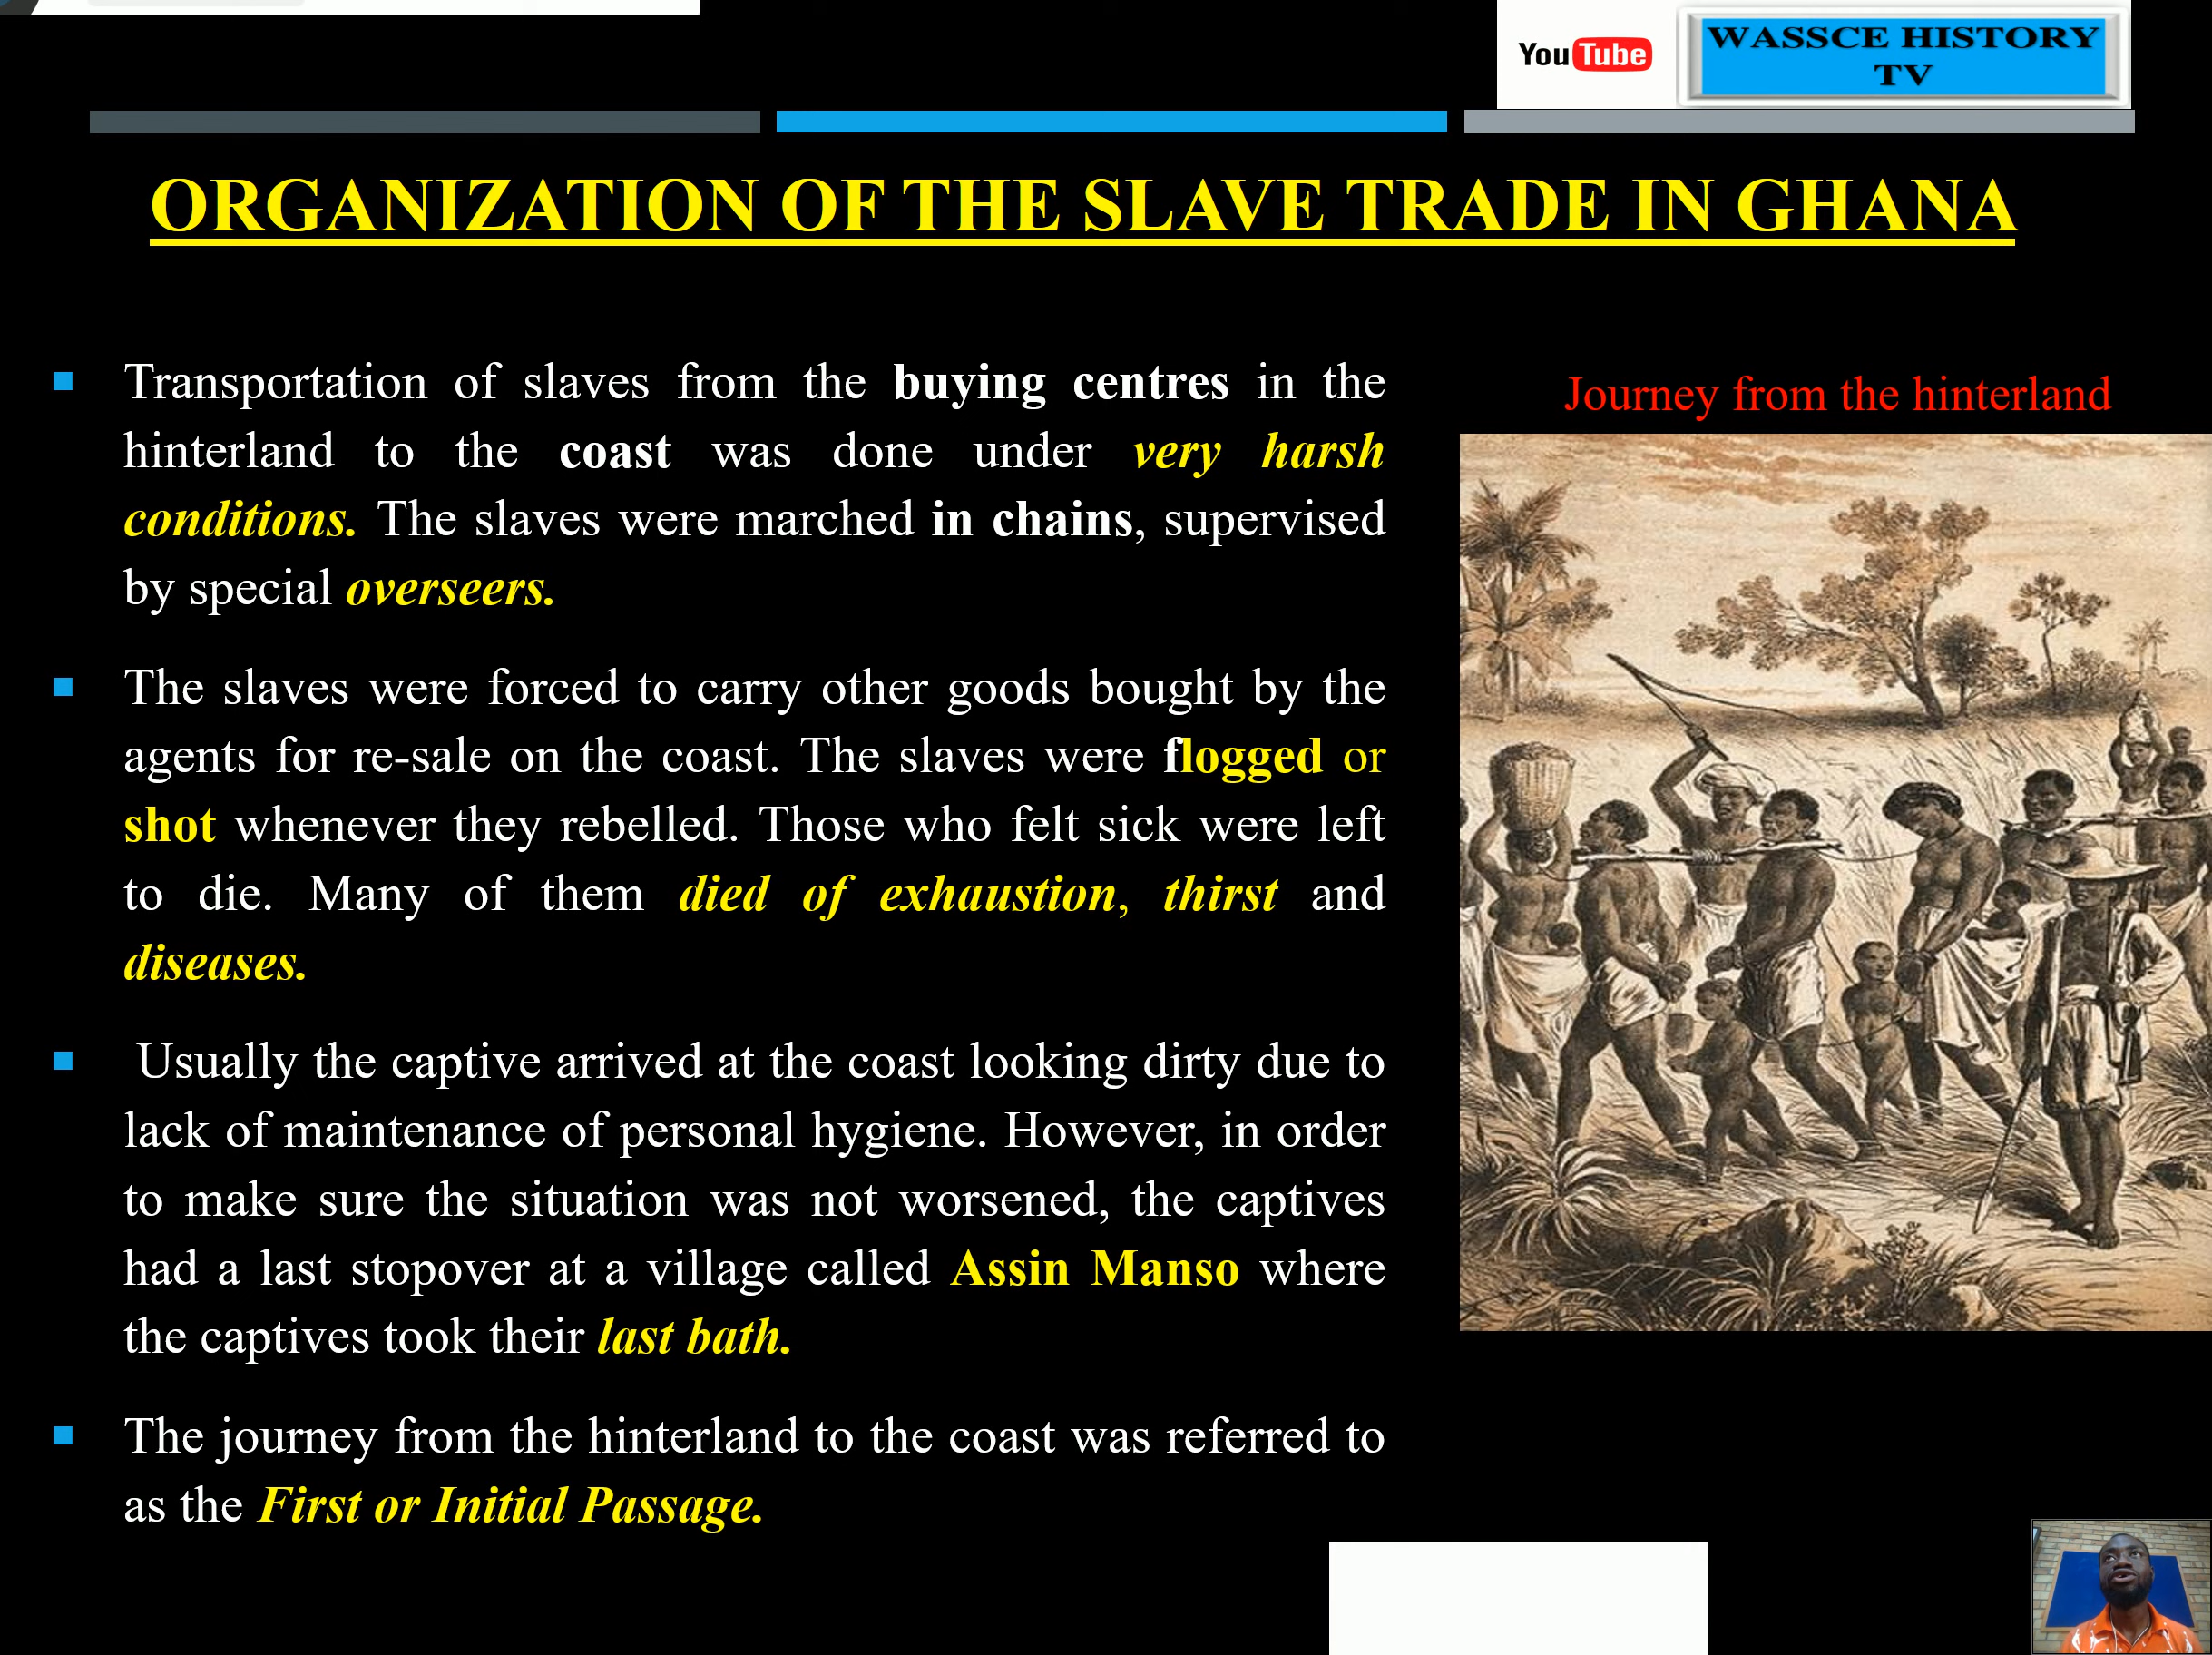 YouTube
WASSCE HISTORY
TV
ORGANIZATION OF THE SLAVE TRADE IN GHANA
Transportation of slaves from the buying centres in the
hinterland to the coast was done under very harsh
conditions. The slaves were marched in chains, supervised
by special overseers.
The slaves were forced to carry other goods bought by the
agents for re-sale on the coast. The slaves were flogged or
shot whenever they rebelled. Those who felt sick were left
to die. Many of them died of exhaustion, thirst and
diseases.
Usually the captive arrived at the coast looking dirty due to
lack of maintenance of personal hygiene. However, in order
to make sure the situation was not worsened, the captives
had a last stopover at a village called Assin Manso where
the captives took their last bath.
The journey from the hinterland to the coast was referred to
as the First or Initial Passage.
Journey from the hinterland